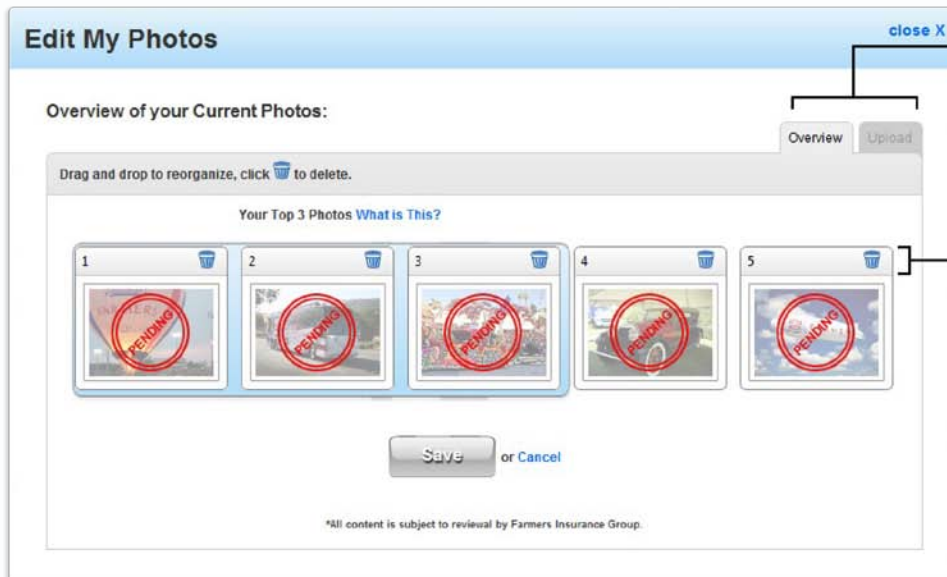 Edit My Photos
close X
Overview of your Current Photos:
Overview
Upload
Drag and drop to reorganize, click to delete.
Your Top 3 Photos What is This?
1
2
3
4
5
FARMERS
PENDING
PENDING
PENDING
PENDING
PENDING
Save or Cancel
*All content is subject to reviewal by Farmers Insurance Group.